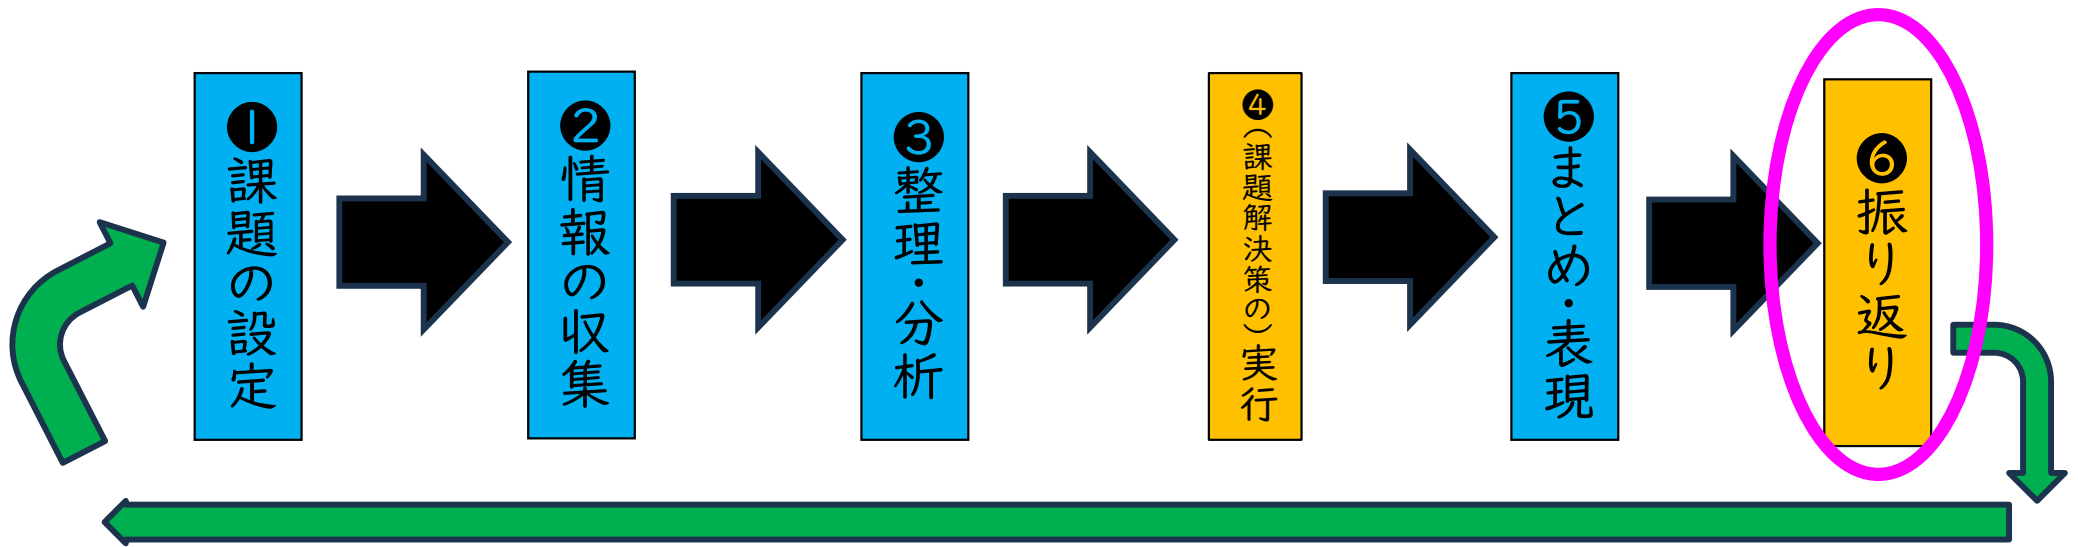 ❶課題の設定
❷情報の収集
❸整理・分析
❹(課題解決策の)実行
❺まとめ・表現
❻振り返り